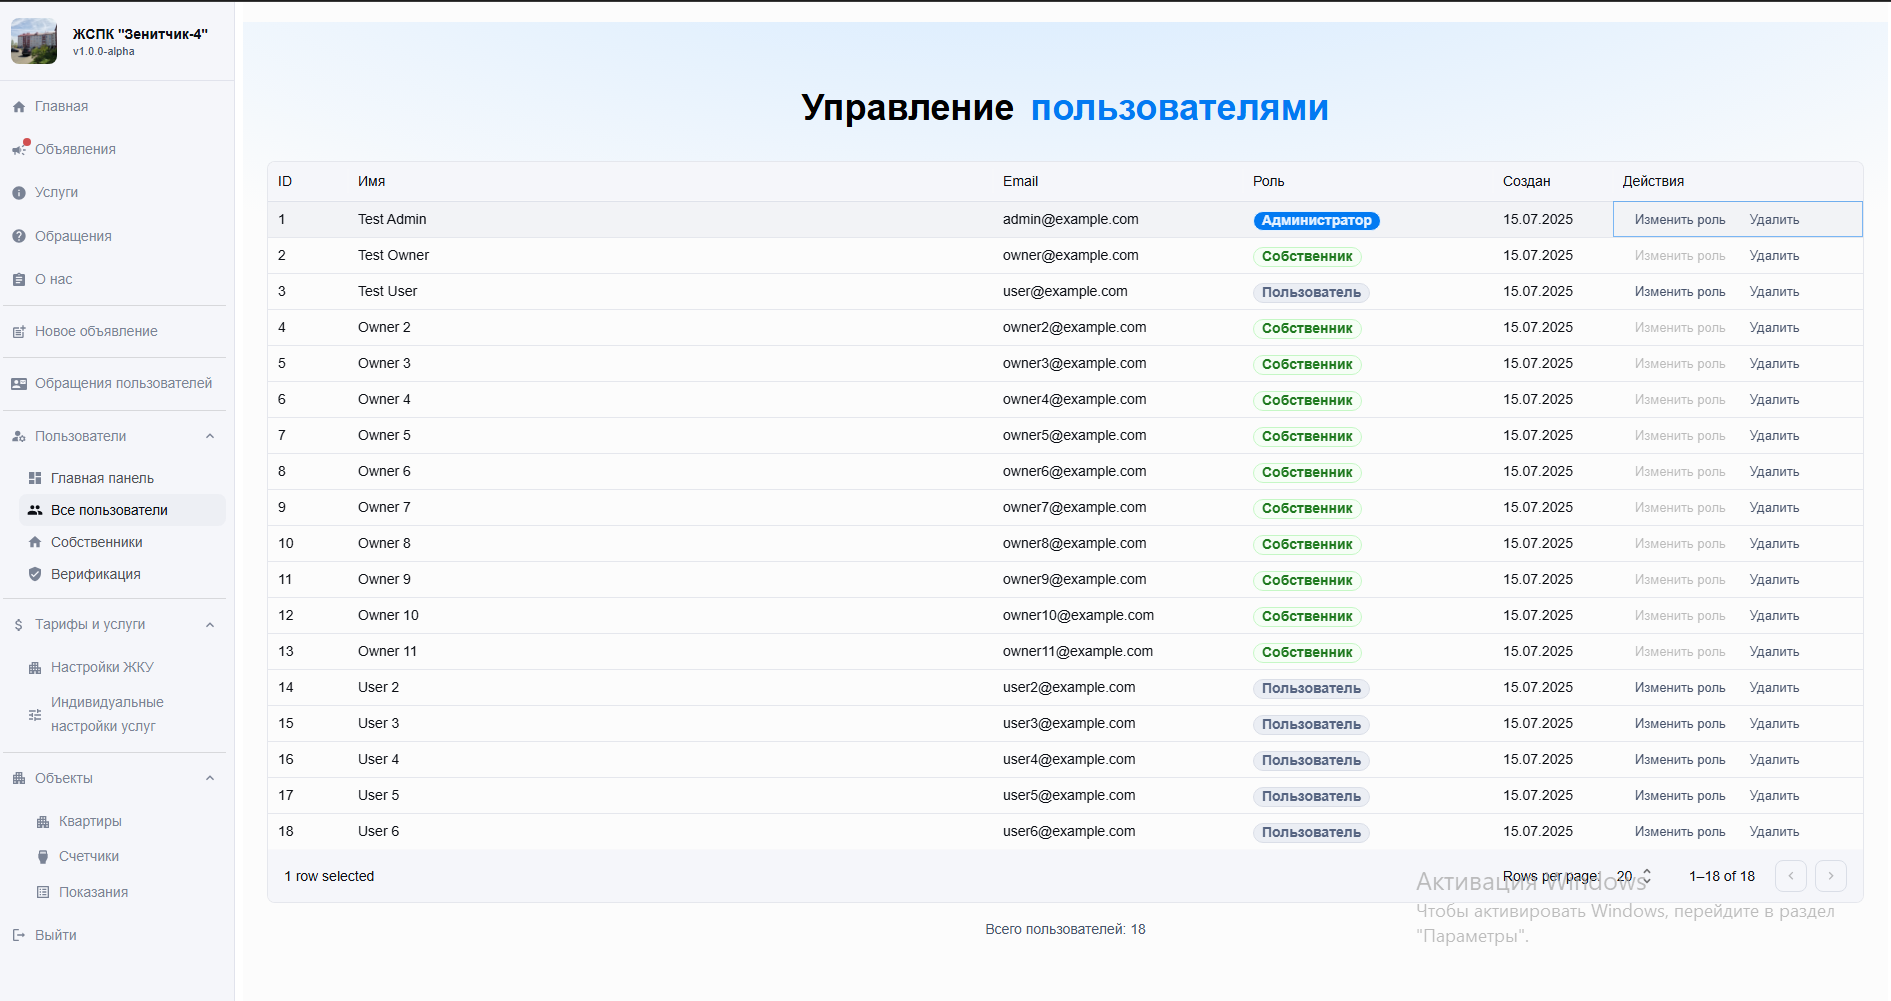 ЖСПК "Зенитчик-4"
v1.0.0-alpha
Главная
Объявления
Услуги
Обращения
О нас
Новое объявление
Обращения пользователей
Пользователи
Главная панель
Все пользователи
Собственники
Верификация
Тарифы и услуги
Настройки ЖКУ
Индивидуальные
настройки услуг
Объекты
Квартиры
Счетчики
Показания
Выйти
Управление пользователями
ID Имя Email Роль Создан Действия
1 Test Admin admin@example.com Администратор 15.07.2025 Изменить роль Удалить
2 Test Owner owner@example.com Собственник 15.07.2025 Изменить роль Удалить
3 Test User user@example.com Пользователь 15.07.2025 Изменить роль Удалить
4 Owner 2 owner2@example.com Собственник 15.07.2025 Изменить роль Удалить
5 Owner 3 owner3@example.com Собственник 15.07.2025 Изменить роль Удалить
6 Owner 4 owner4@example.com Собственник 15.07.2025 Изменить роль Удалить
7 Owner 5 owner5@example.com Собственник 15.07.2025 Изменить роль Удалить
8 Owner 6 owner6@example.com Собственник 15.07.2025 Изменить роль Удалить
9 Owner 7 owner7@example.com Собственник 15.07.2025 Изменить роль Удалить
10 Owner 8 owner8@example.com Собственник 15.07.2025 Изменить роль Удалить
11 Owner 9 owner9@example.com Собственник 15.07.2025 Изменить роль Удалить
12 Owner 10 owner10@example.com Собственник 15.07.2025 Изменить роль Удалить
13 Owner 11 owner11@example.com Собственник 15.07.2025 Изменить роль Удалить
14 User 2 user2@example.com Пользователь 15.07.2025 Изменить роль Удалить
15 User 3 user3@example.com Пользователь 15.07.2025 Изменить роль Удалить
16 User 4 user4@example.com Пользователь 15.07.2025 Изменить роль Удалить
17 User 5 user5@example.com Пользователь 15.07.2025 Изменить роль Удалить
18 User 6 user6@example.com Пользователь 15.07.2025 Изменить роль Удалить
1 row selected Rows per page: 20 1–18 of 18
Всего пользователей: 18
Активация Windows
Чтобы активировать Windows, перейдите в раздел
"Параметры".